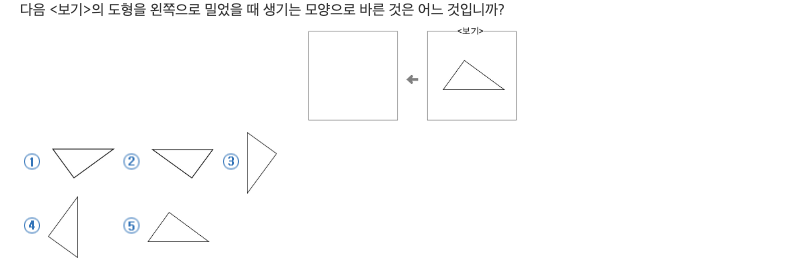 다음 <보기>의 도형을 왼쪽으로 밀었을 때 생기는 모양으로 바른 것은 어느 것입니까?
<보기>
① ② ③
④ ⑤